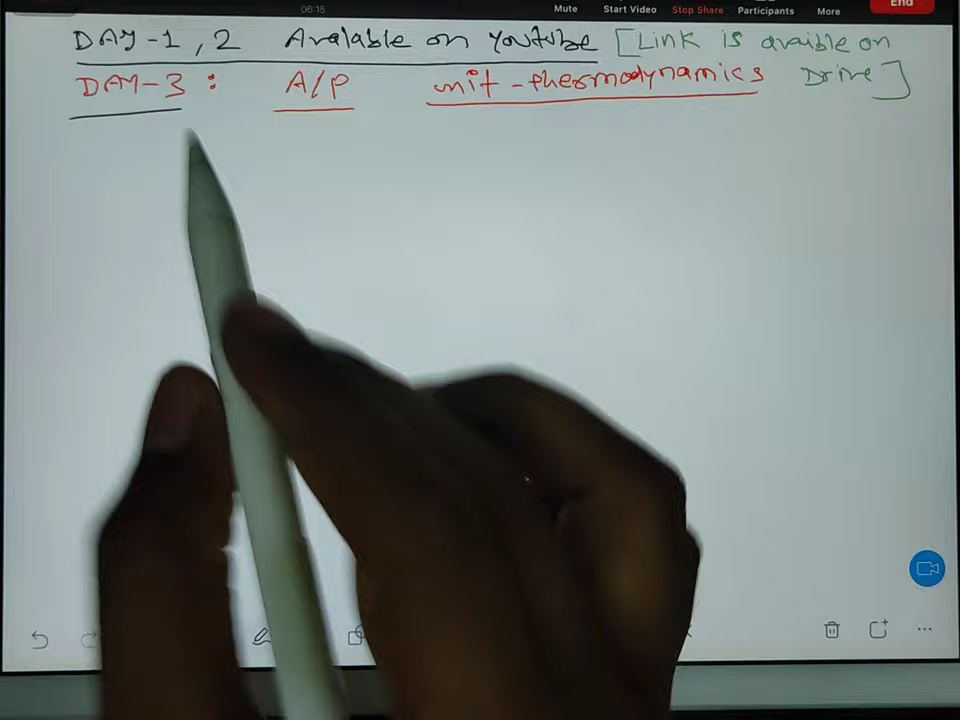 06:15 Mute Start Video Stop Share Participants More End
DAY-1, 2 Avalable on Youtube [Link is avaible on
DAY-3 : A/P unit - thermodynamics Drive]